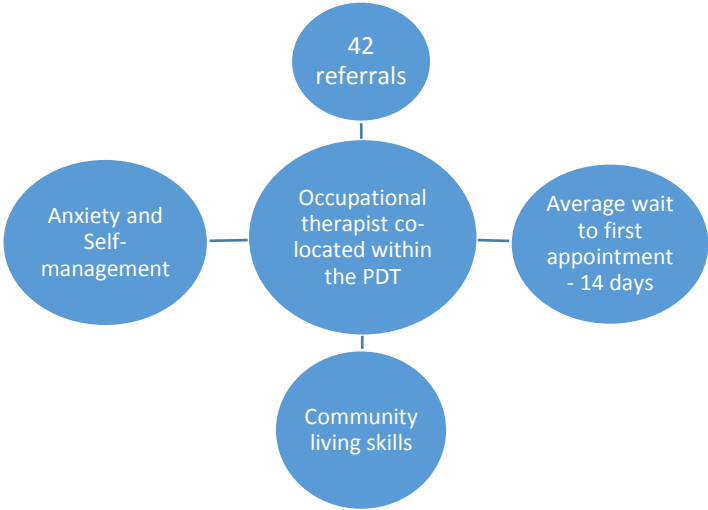 42
referrals
Anxiety and
Self-
management
Occupational
therapist co-
located within
the PDT
Average wait
to first
appointment
- 14 days
Community
living skills